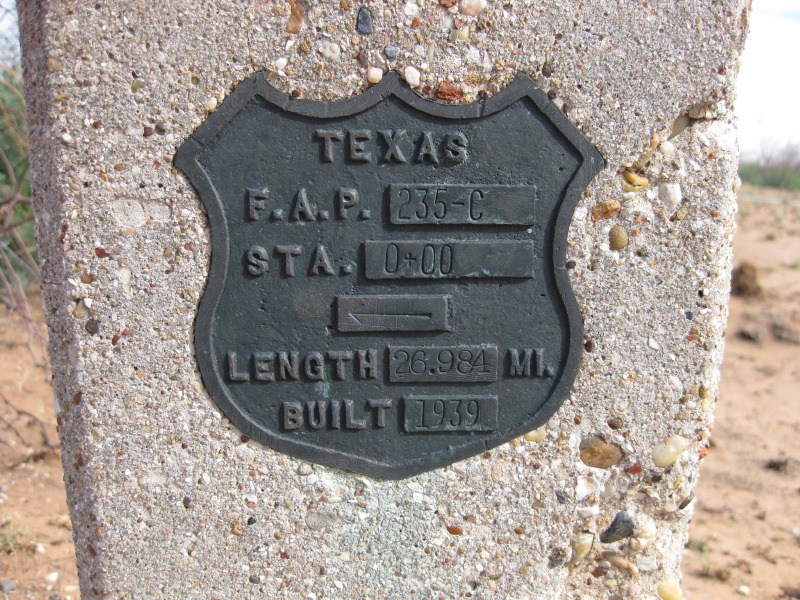 TEXAS
F.A.P. 235-C
STA. 0+00
LENGTH 26.984 MI.
BUILT 1939